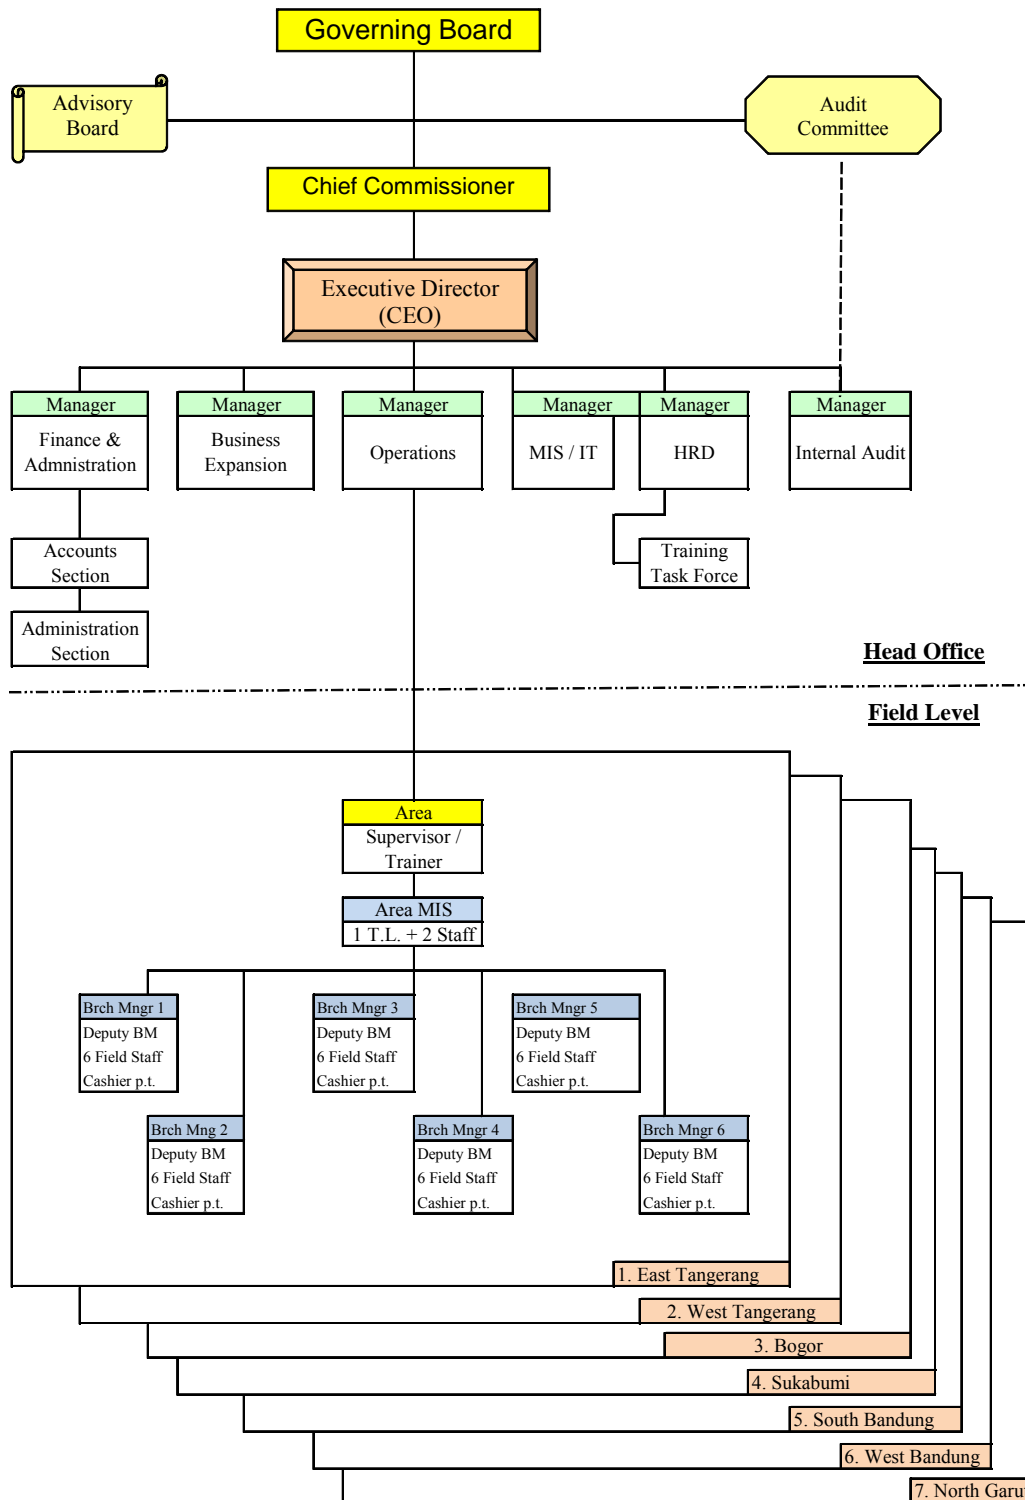 Governing Board
Advisory
Board
Audit
Committee
Chief Commissioner
Executive Director
(CEO)
Manager
Finance &
Admnistration
Manager
Business
Expansion
Manager
Operations
Manager
MIS / IT
Manager
HRD
Manager
Internal Audit
Accounts
Section
Training
Task Force
Administration
Section
Head Office
Field Level
Area
Supervisor /
Trainer
Area MIS
1 T.L. + 2 Staff
Brch Mngr 1
Deputy BM
6 Field Staff
Cashier p.t.
Brch Mngr 3
Deputy BM
6 Field Staff
Cashier p.t.
Brch Mngr 5
Deputy BM
6 Field Staff
Cashier p.t.
Brch Mng 2
Deputy BM
6 Field Staff
Cashier p.t.
Brch Mngr 4
Deputy BM
6 Field Staff
Cashier p.t.
Brch Mngr 6
Deputy BM
6 Field Staff
Cashier p.t.
1. East Tangerang
2. West Tangerang
3. Bogor
4. Sukabumi
5. South Bandung
6. West Bandung
7. North Garu